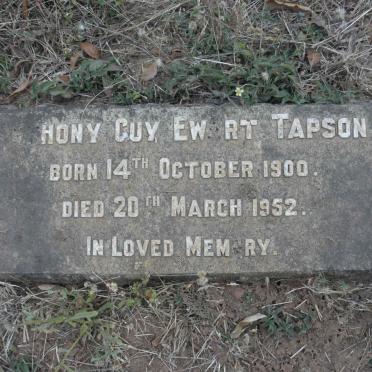 HONY GUY, EW RT TAPSON
BORN 14TH OCTOBER 1900.
DIED 20TH MARCH 1952.
IN LOVED MEM RY.